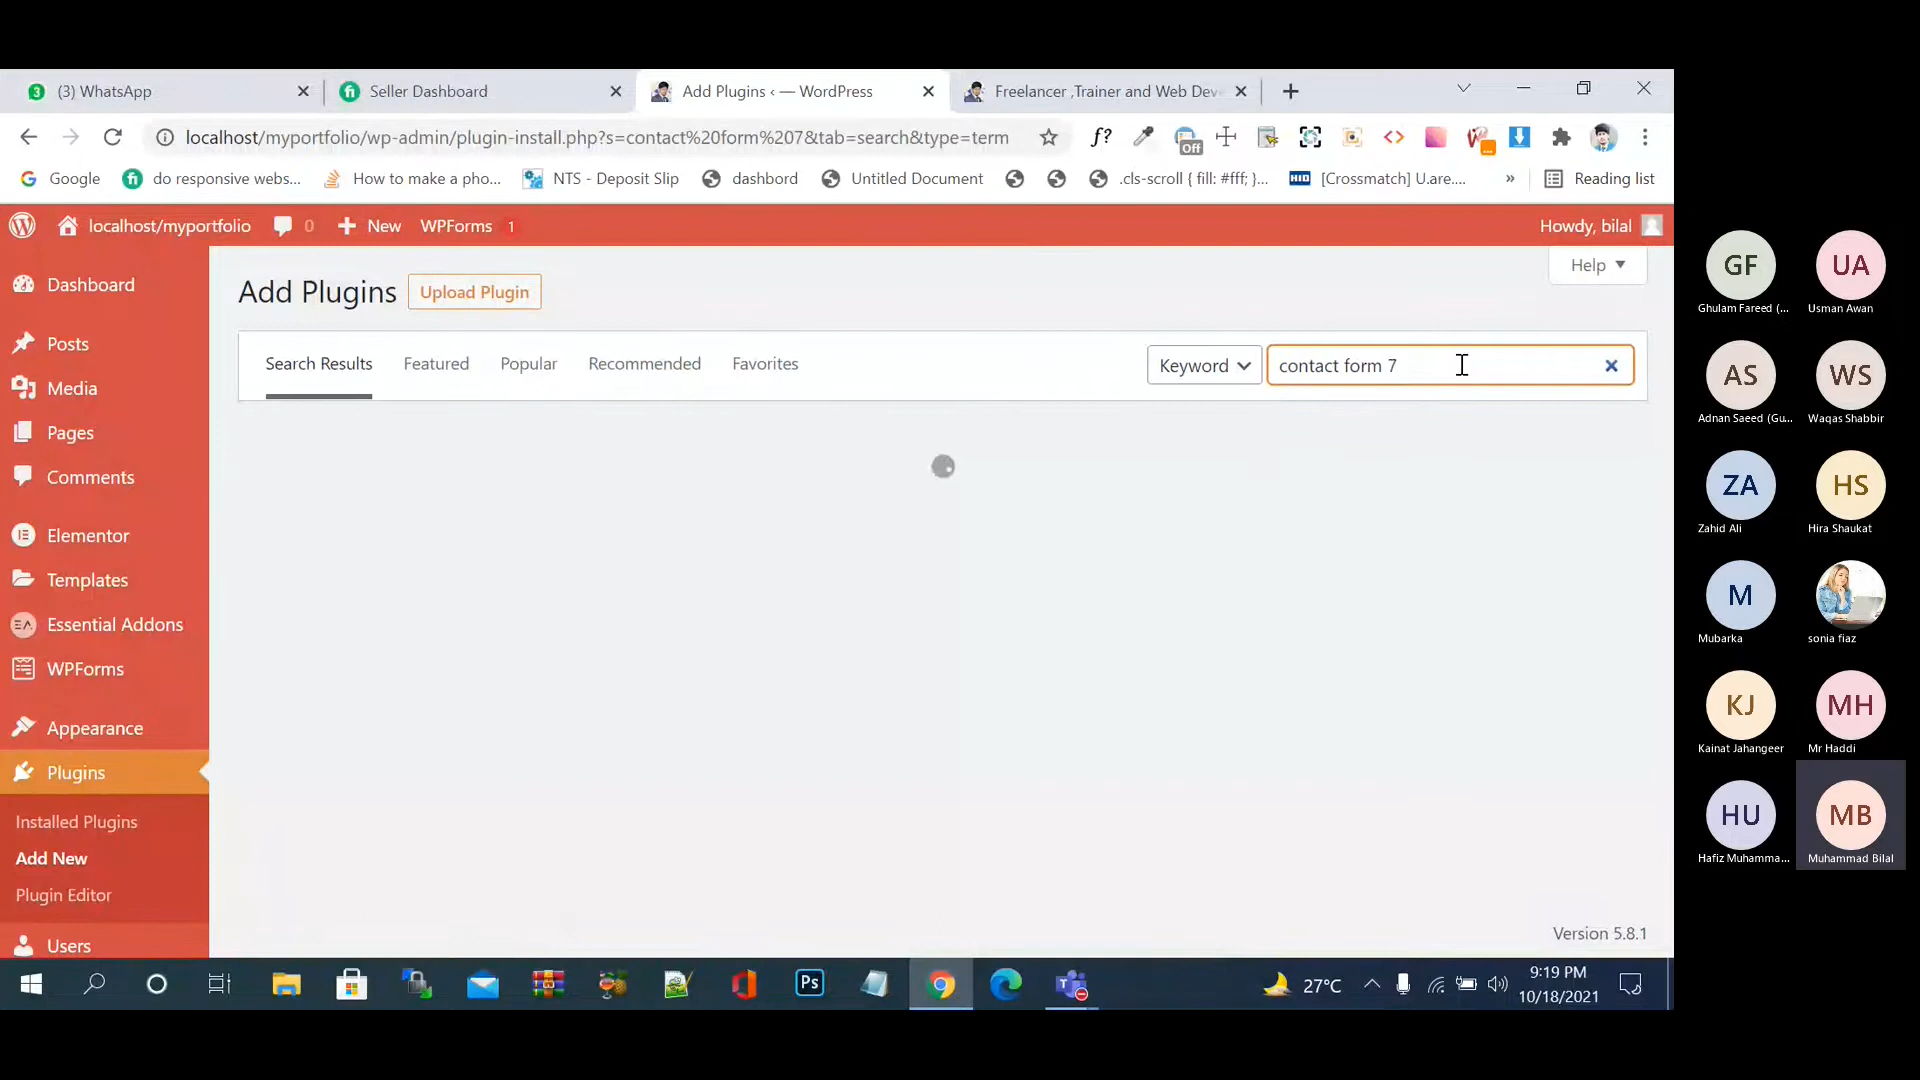 (3) WhatsApp
Seller Dashboard
Add Plugins ‹ — WordPress
Freelancer ,Trainer and Web Deve
localhost/myportfolio/wp-admin/plugin-install.php?s=contact%20form%207&tab=search&type=term
f?
Off
Google
do responsive webs...
How to make a pho...
NTS - Deposit Slip
dashbord
Untitled Document
.cls-scroll { fill: #fff; }...
HID
[Crossmatch] U.are....
»
Reading list
localhost/myportfolio
0
New
WPForms 1
Howdy, bilal
Dashboard
Posts
Media
Pages
Comments
Elementor
Templates
Essential Addons
WPForms
Appearance
Plugins
Installed Plugins
Add New
Plugin Editor
Users
Add Plugins
Upload Plugin
Help
Search Results
Featured
Popular
Recommended
Favorites
Keyword
contact form 7
Version 5.8.1
Ps
27°C
9:19 PM
10/18/2021
GF
Ghulam Fareed (...
UA
Usman Awan
AS
Adnan Saeed (Gu...
WS
Waqas Shabbir
ZA
Zahid Ali
HS
Hira Shaukat
M
Mubarka
sonia fiaz
KJ
Kainat Jahangeer
MH
Mr Haddi
HU
Hafiz Muhamma...
MB
Muhammad Bilal